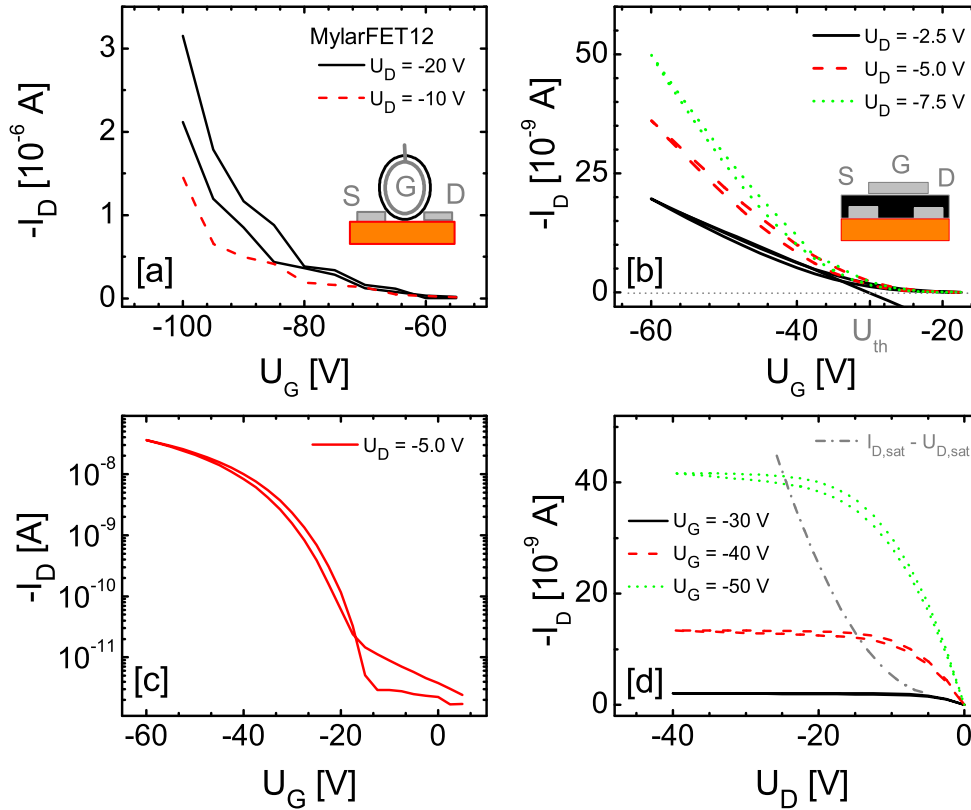 [a]
MylarFET12
U_D = -20 V
U_D = -10 V
S G D
3
2
1
0
-I_D [10^-6 A]
-100 -80 -60
U_G [V]
[b]
U_D = -2.5 V
U_D = -5.0 V
U_D = -7.5 V
S G D
50
25
0
-I_D [10^-9 A]
-60 -40 -20
U_th
U_G [V]
[c]
U_D = -5.0 V
10^-8
10^-9
10^-10
10^-11
-I_D [A]
-60 -40 -20 0
U_G [V]
[d]
I_D,sat - U_D,sat
U_G = -30 V
U_G = -40 V
U_G = -50 V
40
20
0
-I_D [10^-9 A]
-40 -20 0
U_D [V]